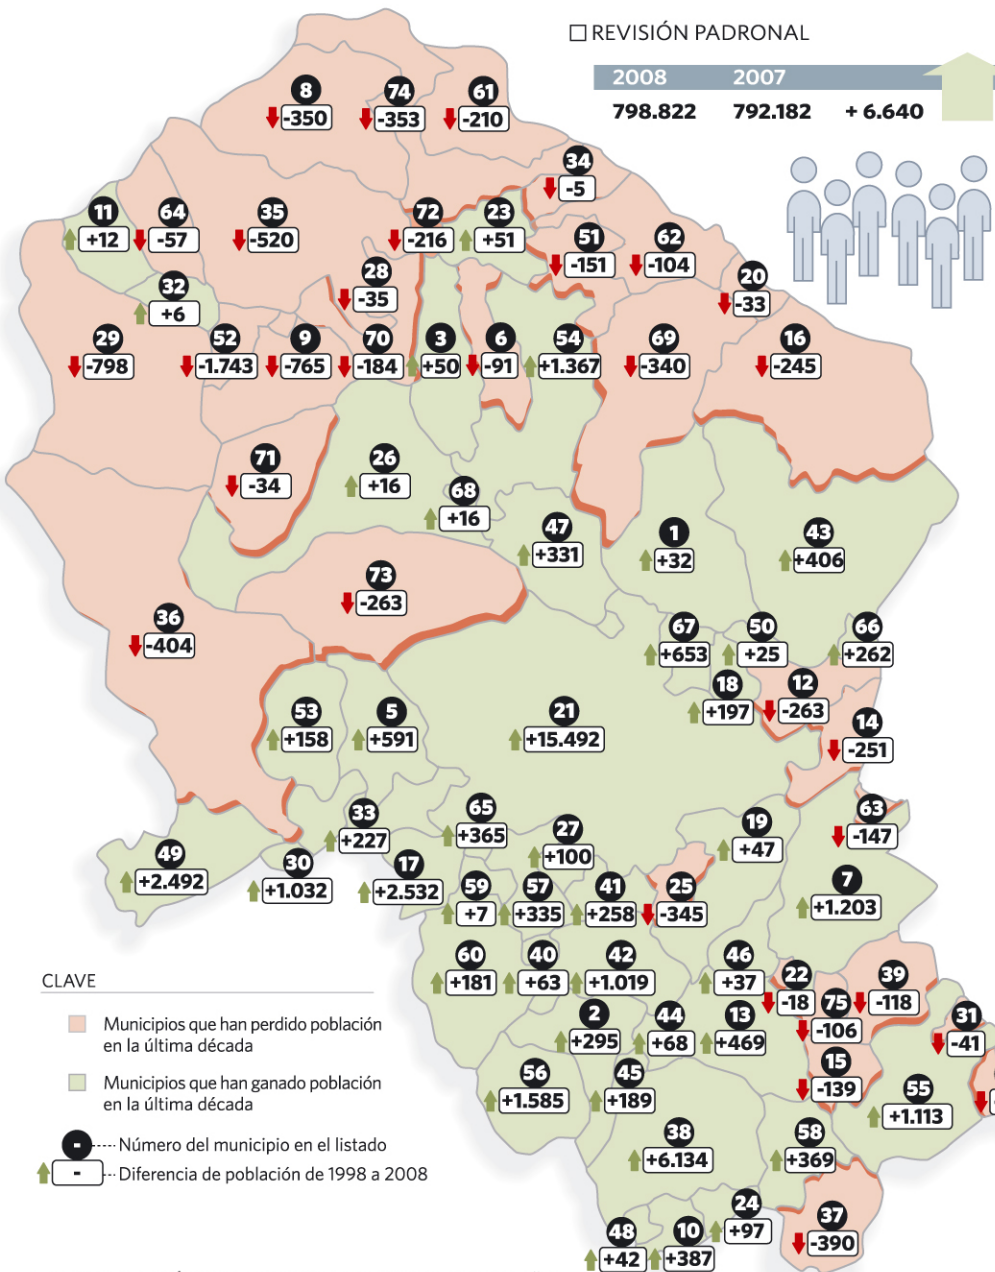 REVISIÓN PADRONAL
2008 2007
798.822 792.182 + 6.640
8 74 61
-350 -353 -210
34
-5
11 64 35 72 23
+12 -57 -520 -216 +51
51 62
-151 -104
28 20
-35 -33
32
+6
29 52 9 70 3 6 54 69 16
-798 -1.743 -765 -184 +50 -91 +1.367 -340 -245
71 26
-34 +16
68
+16
47 1 43
+331 +32 +406
73
-263
36
-404
67 50 66
+653 +25 +262
18 12
+197 -263
53 5 21 14
+158 +591 +15.492 -251
33 65 27 19 63
+227 +365 +100 +47 -147
49 30 17
+2.492 +1.032 +2.532
59 57 41 25 7
+7 +335 +258 -345 +1.203
60 40 42 46 22 39
+181 +63 +1.019 +37 -18 -118
2 44 13 75 31
+295 +68 +469 -106 -41
56 45 15 55
+1.585 +189 -139 +1.113
38 58
+6.134 +369
48 10 24 37
+42 +387 +97 -390
CLAVE
Municipios que han perdido población
en la última década
Municipios que han ganado población
en la última década
- Número del municipio en el listado
- Diferencia de población de 1998 a 2008